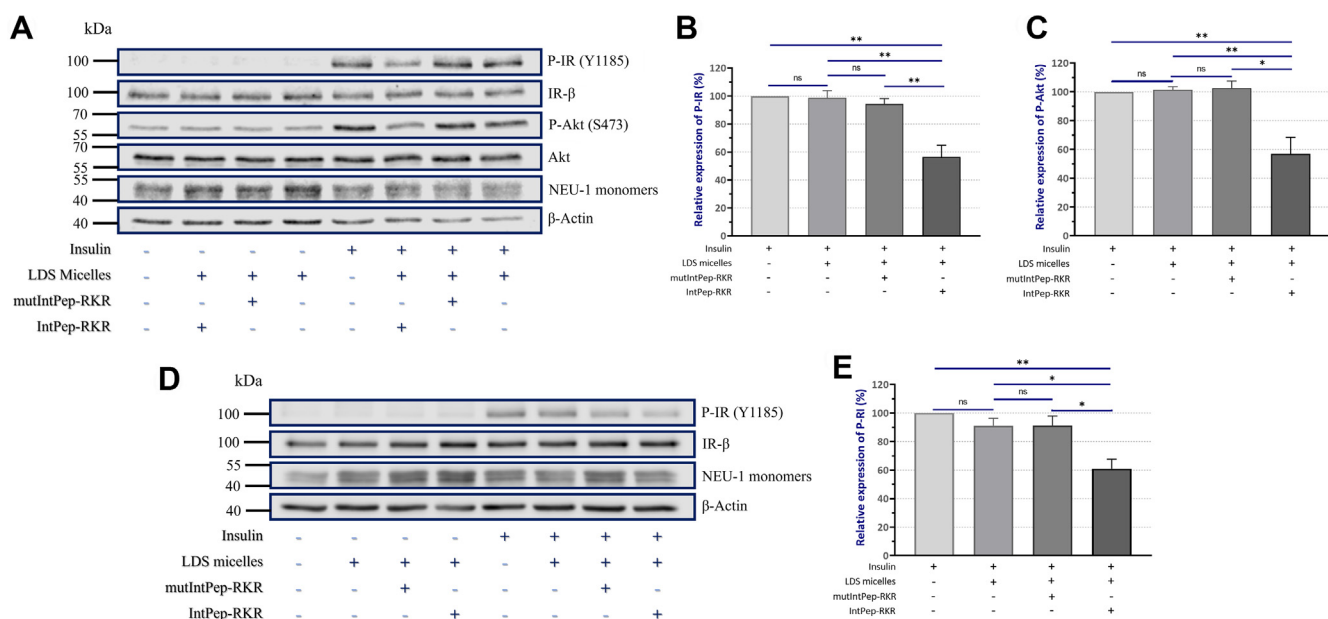 A
kDa
100
P-IR (Y1185)
100
IR-β
70
55
P-Akt (S473)
70
55
Akt
55
40
NEU-1 monomers
40
β-Actin
Insulin - - - - + + + +
LDS Micelles - + + + - + + +
mutIntPep-RKR - - + - - - + -
IntPep-RKR - + - - - + - -
B
Relative expression of P-IR (%)
120
100
80
60
40
20
0
**
**
ns
ns
**
Insulin + + + +
LDS micelles - + + +
mutIntPep-RKR - - + -
IntPep-RKR - - - +
C
Relative expression of P-Akt (%)
120
100
80
60
40
20
0
**
**
ns
ns
*
Insulin + + + +
LDS micelles - + + +
mutIntPep-RKR - - + -
IntPep-RKR - - - +
D
kDa
100
P-IR (Y1185)
100
IR-β
55
40
NEU-1 monomers
40
β-Actin
Insulin - - - - + + + +
LDS micelles - + + + - + + +
mutIntPep-RKR - - + - - - + -
IntPep-RKR - - - + - - - +
E
Relative expression of P-RI (%)
120
100
80
60
40
20
0
**
*
ns
ns
*
Insulin + + + +
LDS micelles - + + +
mutIntPep-RKR - - + -
IntPep-RKR - - - +